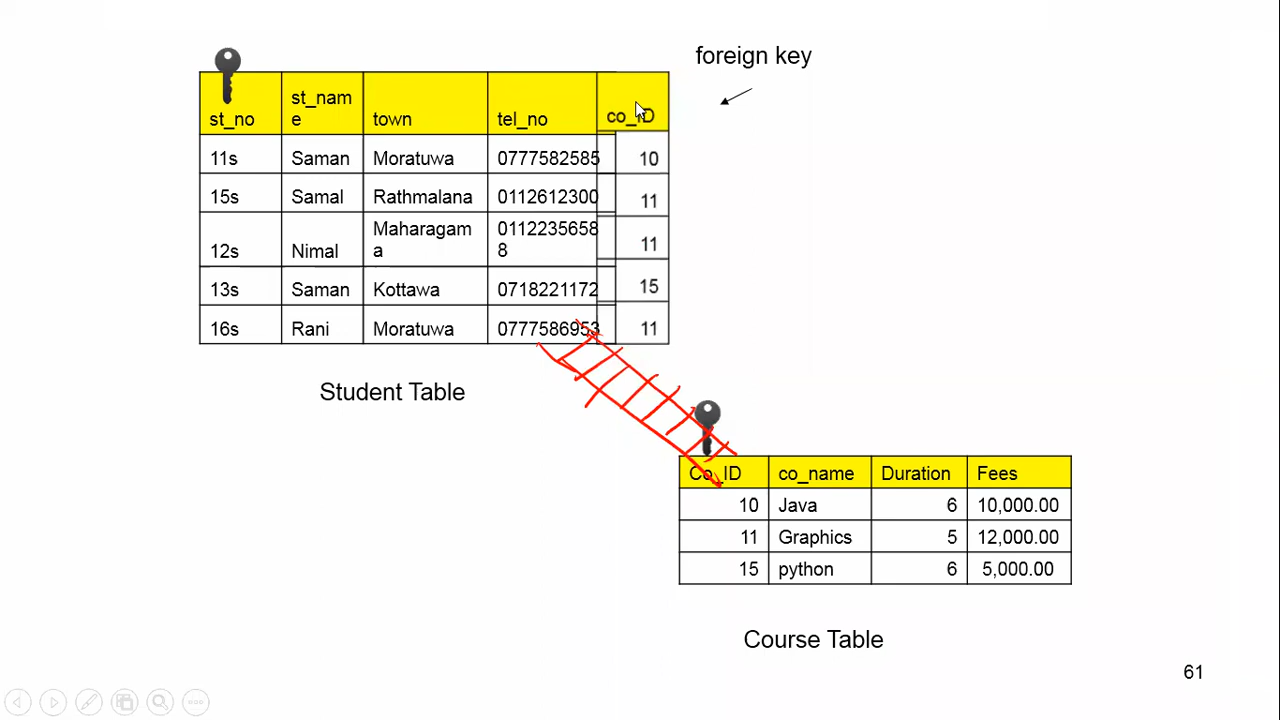 foreign key
st_no st_nam
e town tel_no co_ID
11s Saman Moratuwa 0777582585 10
15s Samal Rathmalana 0112612300 11
12s Nimal Maharagam
a 0112235658
8 11
13s Saman Kottawa 0718221172 15
16s Rani Moratuwa 0777586953 11
Student Table
Co_ID co_name Duration Fees
10 Java 6 10,000.00
11 Graphics 5 12,000.00
15 python 6 5,000.00
Course Table
61